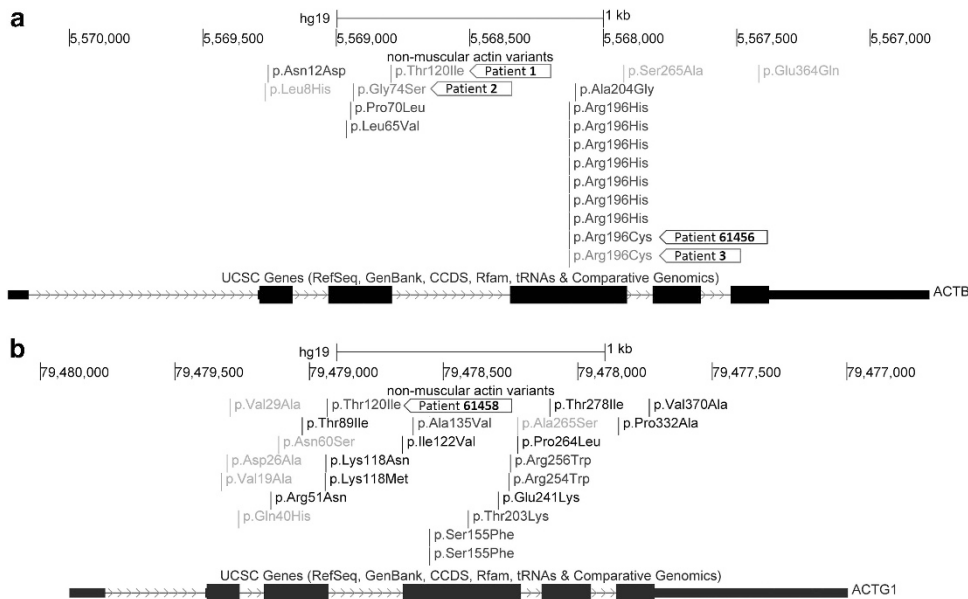 a
hg19 1 kb
5,570,000 5,569,500 5,569,000 5,568,500 5,568,000 5,567,500 5,567,000
non-muscular actin variants
p.Asn12Asp p.Thr120Ile Patient 1 p.Ser265Ala p.Glu364Gln
p.Leu8His p.Gly74Ser Patient 2 p.Ala204Gly
p.Pro70Leu p.Arg196His
p.Leu65Val p.Arg196His
p.Arg196His
p.Arg196His
p.Arg196His
p.Arg196His
p.Arg196His
p.Arg196Cys Patient 61456
p.Arg196Cys Patient 3
UCSC Genes (RefSeq, GenBank, CCDS, Rfam, tRNAs & Comparative Genomics)
ACTB
b
hg19 1 kb
79,480,000 79,479,500 79,479,000 79,478,500 79,478,000 79,477,500 79,477,000
non-muscular actin variants
p.Val29Ala p.Thr120Ile Patient 61458 p.Thr278Ile p.Val370Ala
p.Thr89Ile p.Ala135Val p.Ala265Ser p.Pro332Ala
p.Asn60Ser p.Ile122Val p.Pro264Leu
p.Asp26Ala p.Lys118Asn p.Arg256Trp
p.Val19Ala p.Lys118Met p.Arg254Trp
p.Arg51Asn p.Glu241Lys
p.Gln40His p.Thr203Lys
p.Ser155Phe
p.Ser155Phe
UCSC Genes (RefSeq, GenBank, CCDS, Rfam, tRNAs & Comparative Genomics)
ACTG1